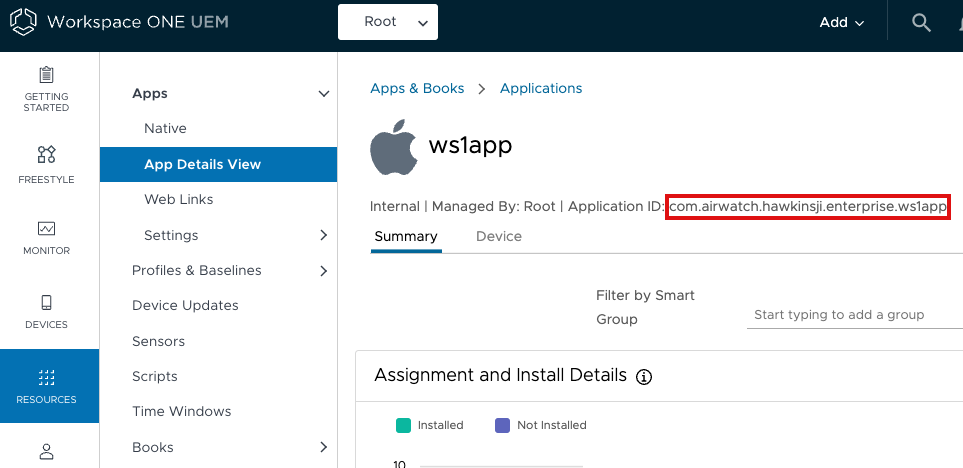 Workspace ONE UEM
Root
Add
GETTING
STARTED
FREESTYLE
MONITOR
DEVICES
RESOURCES
Apps
Native
App Details View
Web Links
Settings
Profiles & Baselines
Device Updates
Sensors
Scripts
Time Windows
Books
Apps & Books > Applications
ws1app
Internal | Managed By: Root | Application ID: com.airwatch.hawkinsji.enterprise.ws1app
Summary Device
Filter by Smart
Group
Start typing to add a group
Assignment and Install Details
Installed Not Installed
10